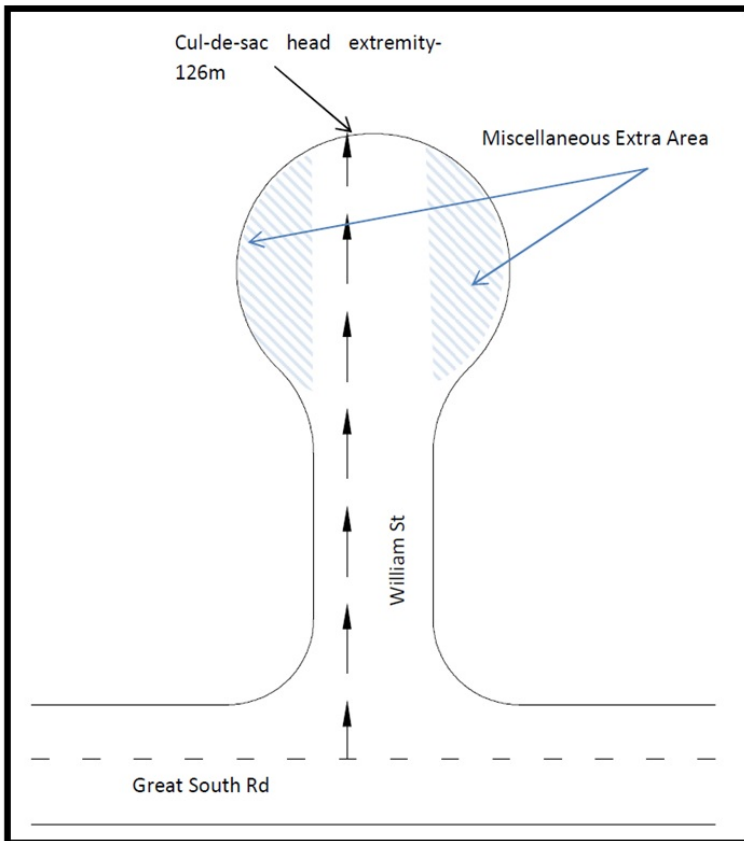 Cul-de-sac head extremity-
126m
Miscellaneous Extra Area
William St
Great South Rd